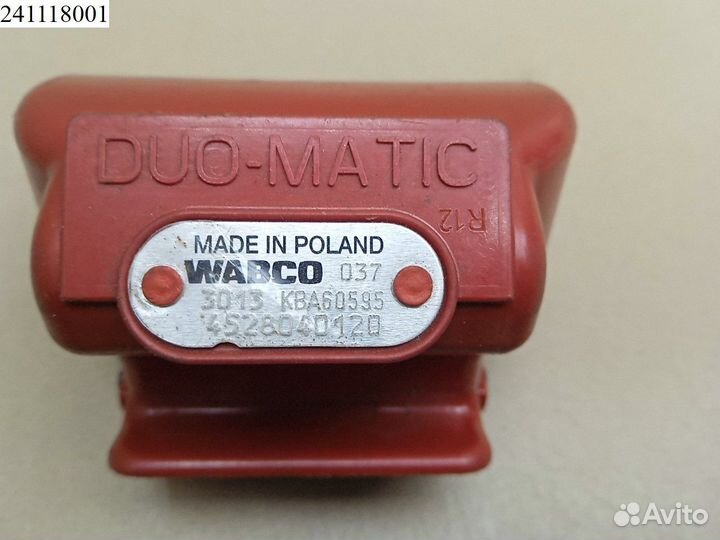 241118001
DUO-MATIC
R12
MADE IN POLAND
WABCO 037
3013 KBA60595
4528040120
Avito